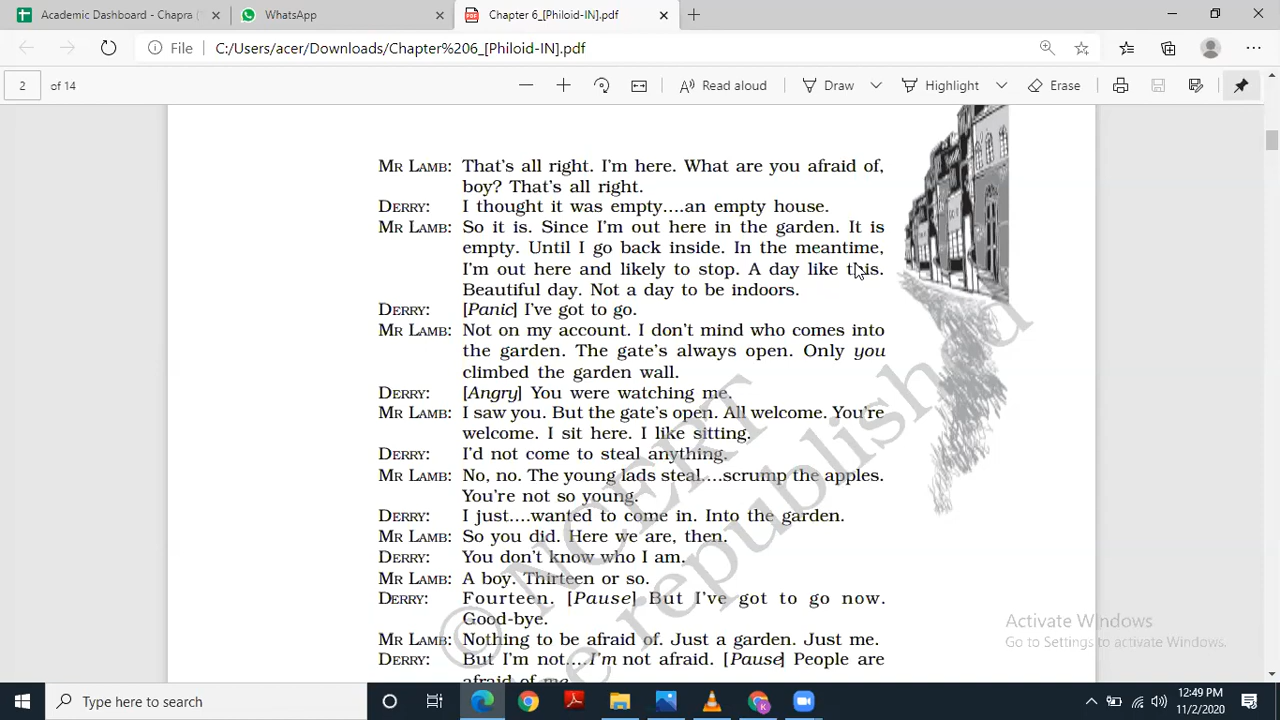 Academic Dashboard - Chapra (
WhatsApp
Chapter 6_[Philoid-IN].pdf
File
C:/Users/acer/Downloads/Chapter%206_[Philoid-IN].pdf
2 of 14
Read aloud
Draw
Highlight
Erase
MR LAMB: That's all right. I'm here. What are you afraid of,
boy? That's all right.
DERRY: I thought it was empty....an empty house.
MR LAMB: So it is. Since I'm out here in the garden. It is
empty. Until I go back inside. In the meantime,
I'm out here and likely to stop. A day like this.
Beautiful day. Not a day to be indoors.
DERRY: [Panic] I've got to go.
MR LAMB: Not on my account. I don't mind who comes into
the garden. The gate's always open. Only you
climbed the garden wall.
DERRY: [Angry] You were watching me.
MR LAMB: I saw you. But the gate's open. All welcome. You're
welcome. I sit here. I like sitting.
DERRY: I'd not come to steal anything.
MR LAMB: No, no. The young lads steal....scrump the apples.
You're not so young.
DERRY: I just....wanted to come in. Into the garden.
MR LAMB: So you did. Here we are, then.
DERRY: You don't know who I am.
MR LAMB: A boy. Thirteen or so.
DERRY: Fourteen. [Pause] But I've got to go now.
Good-bye.
MR LAMB: Nothing to be afraid of. Just a garden. Just me.
DERRY: But I'm not....I'm not afraid. [Pause] People are
afraid of me.
© NCERT
republished
Activate Windows
Go to Settings to activate Windows.
Type here to search
12:49 PM
11/2/2020